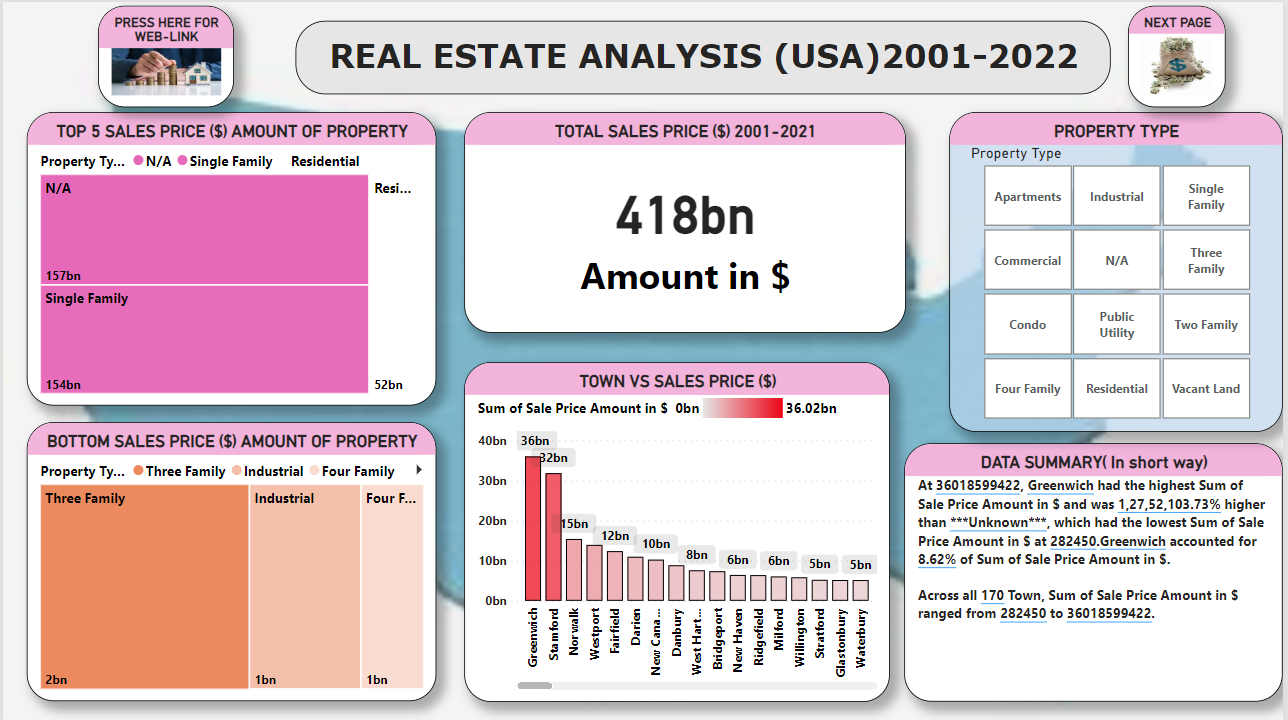 PRESS HERE FOR
WEB-LINK
REAL ESTATE ANALYSIS (USA)2001-2022
NEXT PAGE
TOP 5 SALES PRICE ($) AMOUNT OF PROPERTY
Property Ty... N/A Single Family Residential
N/A
157bn
Single Family
154bn
Resi...
52bn
TOTAL SALES PRICE ($) 2001-2021
418bn
Amount in $
PROPERTY TYPE
Property Type
Apartments
Industrial
Single
Family
Commercial
N/A
Three
Family
Condo
Public
Utility
Two Family
Four Family
Residential
Vacant Land
BOTTOM SALES PRICE ($) AMOUNT OF PROPERTY
Property Ty... Three Family Industrial Four Family
Three Family
2bn
Industrial
1bn
Four F...
1bn
TOWN VS SALES PRICE ($)
Sum of Sale Price Amount in $ 0bn 36.02bn
40bn
30bn
20bn
10bn
0bn
36bn
32bn
15bn
12bn
10bn
8bn
6bn
6bn
5bn
5bn
Greenwich
Stamford
Norwalk
Westport
Fairfield
Darien
New Cana...
Danbury
West Hart...
Bridgeport
New Haven
Ridgefield
Milford
Willington
Stratford
Glastonbury
Waterbury
DATA SUMMARY( In short way)
At 36018599422, Greenwich had the highest Sum of
Sale Price Amount in $ and was 1,27,52,103.73% higher
than ***Unknown***, which had the lowest Sum of Sale
Price Amount in $ at 282450.Greenwich accounted for
8.62% of Sum of Sale Price Amount in $.
Across all 170 Town, Sum of Sale Price Amount in $
ranged from 282450 to 36018599422.